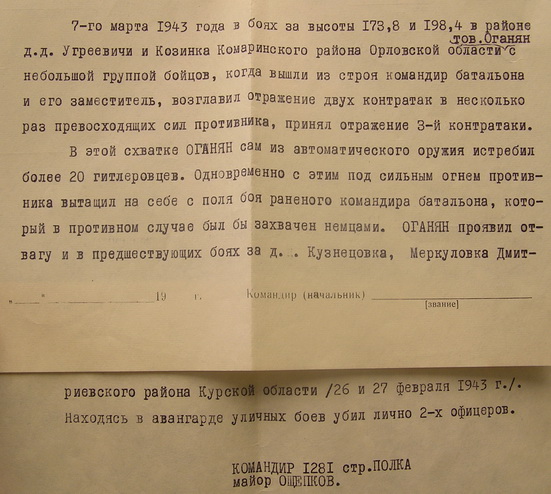 7-го марта 1943 года в боях за высоты 173,8 и 198,4 в районе
тов.Оганян
д.д. Угреевичи и Козинка Комаринского района Орловской области с
небольшой группой бойцов, когда вышли из строя командир батальона
и его заместитель, возглавил отражение двух контратак в несколько
раз превосходящих сил противника, принял отражение 3-й контратаки.
В этой схватке ОГАНЯН сам из автоматического оружия истребил
более 20 гитлеровцев. Одновременно с этим под сильным огнем против-
ника вытащил на себе с поля боя раненого командира батальона, кото-
рый в противном случае был бы захвачен немцами. ОГАНЯН проявил от-
вагу и в предшествующих боях за д... Кузнецовка, Меркуловка Дмит-
"___" 19 г. Командир (начальник)
[звание]
риевского района Курской области /26 и 27 февраля 1943 г./.
Находясь в авангарде уличных боев убил лично 2-х офицеров.
КОМАНДИР 1281 стр.ПОЛКА
майор ОЩЕПКОВ.